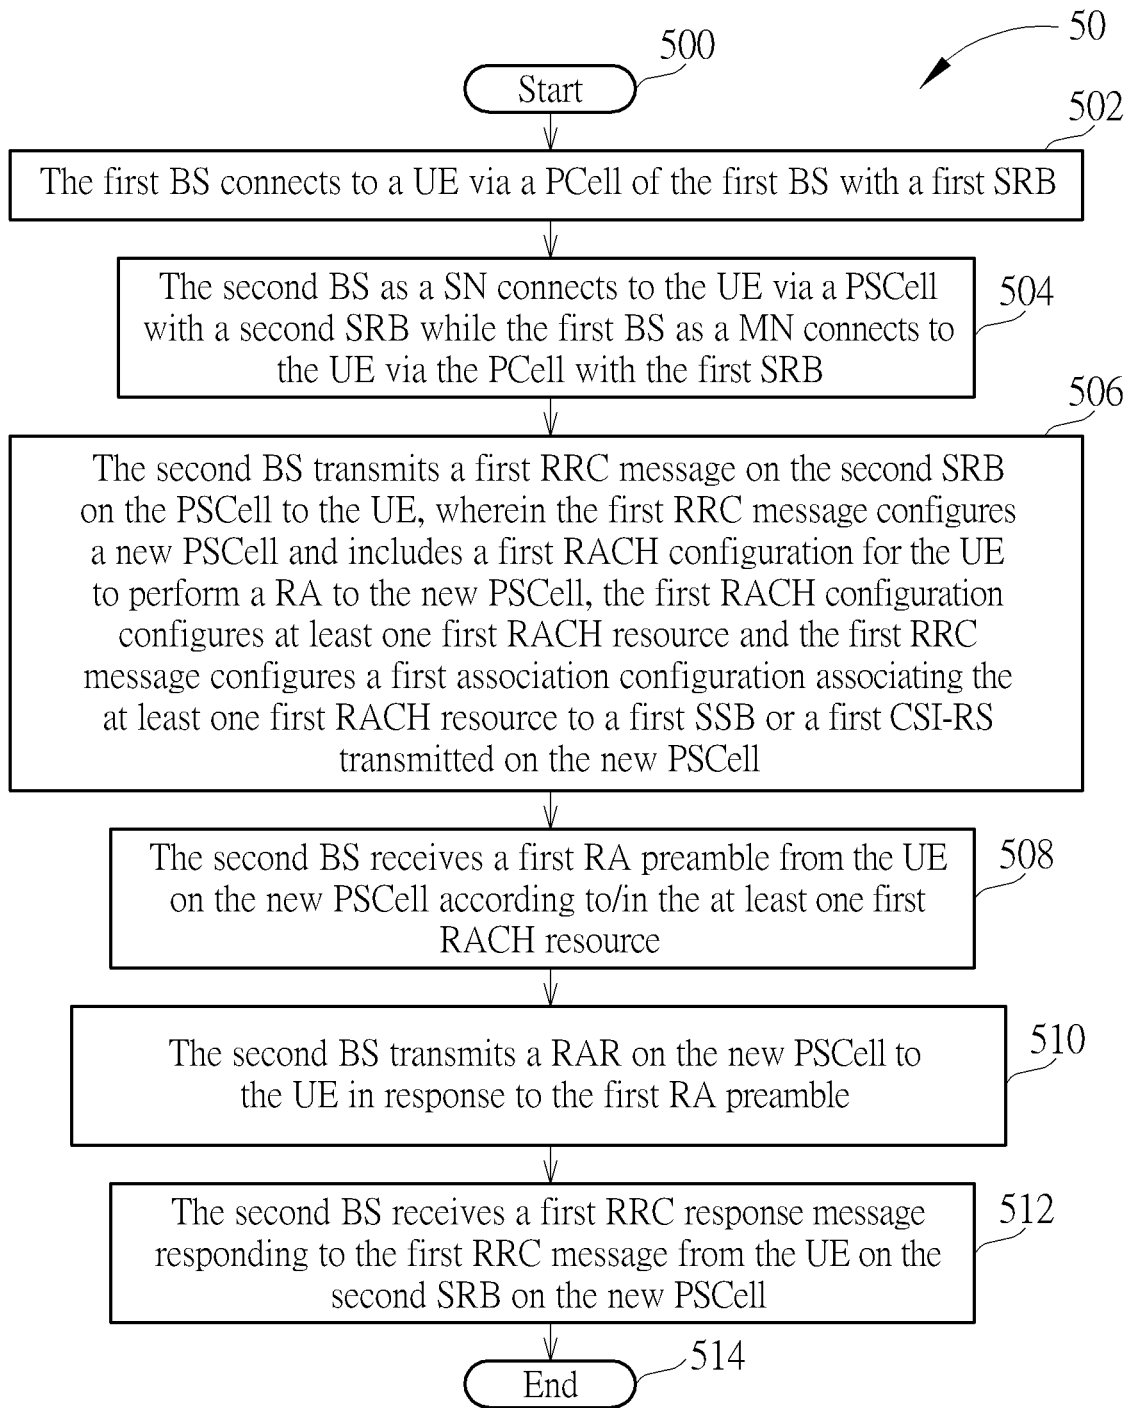 50
500
Start
502
The first BS connects to a UE via a PCell of the first BS with a first SRB
The second BS as a SN connects to the UE via a PSCell
with a second SRB while the first BS as a MN connects to
the UE via the PCell with the first SRB
504
506
The second BS transmits a first RRC message on the second SRB
on the PSCell to the UE, wherein the first RRC message configures
a new PSCell and includes a first RACH configuration for the UE
to perform a RA to the new PSCell, the first RACH configuration
configures at least one first RACH resource and the first RRC
message configures a first association configuration associating the
at least one first RACH resource to a first SSB or a first CSI-RS
transmitted on the new PSCell
The second BS receives a first RA preamble from the UE
on the new PSCell according to/in the at least one first
RACH resource
508
The second BS transmits a RAR on the new PSCell to
the UE in response to the first RA preamble
510
The second BS receives a first RRC response message
responding to the first RRC message from the UE on the
second SRB on the new PSCell
512
End
514